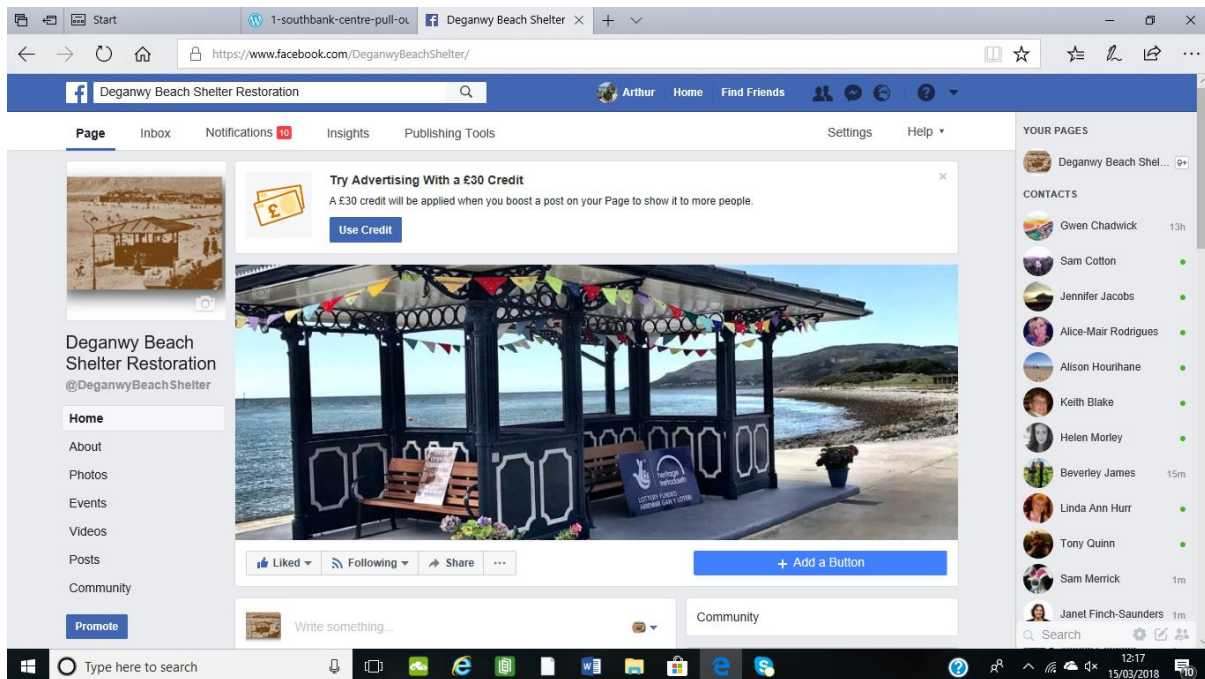 Start
1-southbank-centre-pull-ou
Deganwy Beach Shelter
https://www.facebook.com/DeganwyBeachShelter/
Deganwy Beach Shelter Restoration
Arthur Home Find Friends
Page Inbox Notifications 10 Insights Publishing Tools Settings Help
Deganwy Beach
Shelter Restoration
@DeganwyBeachShelter
Home
About
Photos
Events
Videos
Posts
Community
Promote
Try Advertising With a £30 Credit
A £30 credit will be applied when you boost a post on your Page to show it to more people.
Use Credit
heritage
LOTTERY FUNDED
Liked Following Share ...
+ Add a Button
Write something...
Community
YOUR PAGES
Deganwy Beach Shel... 9+
CONTACTS
Gwen Chadwick 13h
Sam Cotton
Jennifer Jacobs
Alice-Mair Rodrigues
Alison Hourihane
Keith Blake
Helen Morley
Beverley James 15m
Linda Ann Hurr
Tony Quinn
Sam Merrick 1m
Janet Finch-Saunders 1m
Search
Type here to search
12:17
15/03/2018
10